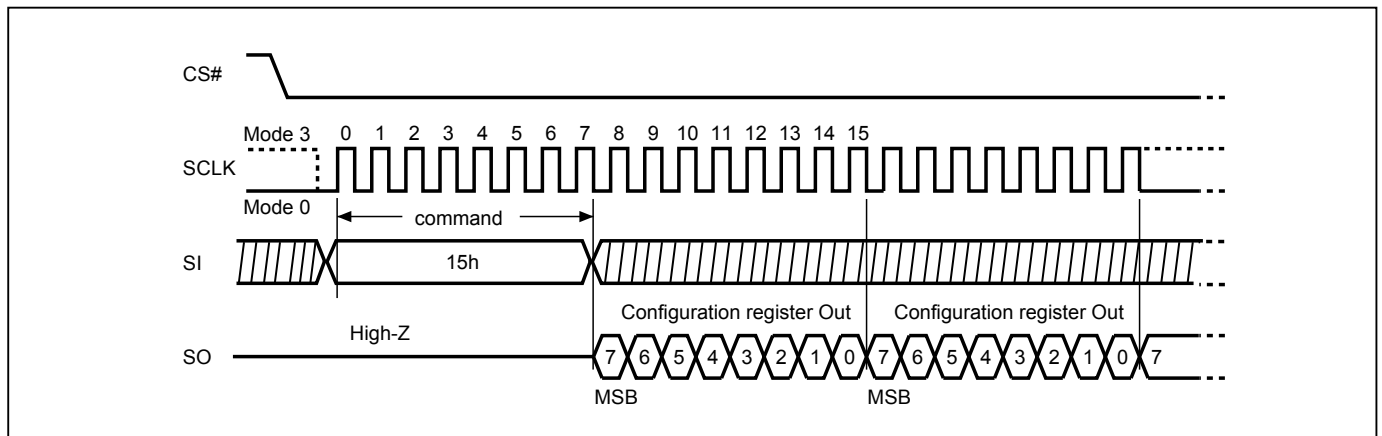 CS#
Mode 3
0 1 2 3 4 5 6 7 8 9 10 11 12 13 14 15
SCLK
Mode 0
command
SI
15h
Configuration register Out Configuration register Out
High-Z
SO
7 6 5 4 3 2 1 0 7 6 5 4 3 2 1 0 7
MSB MSB